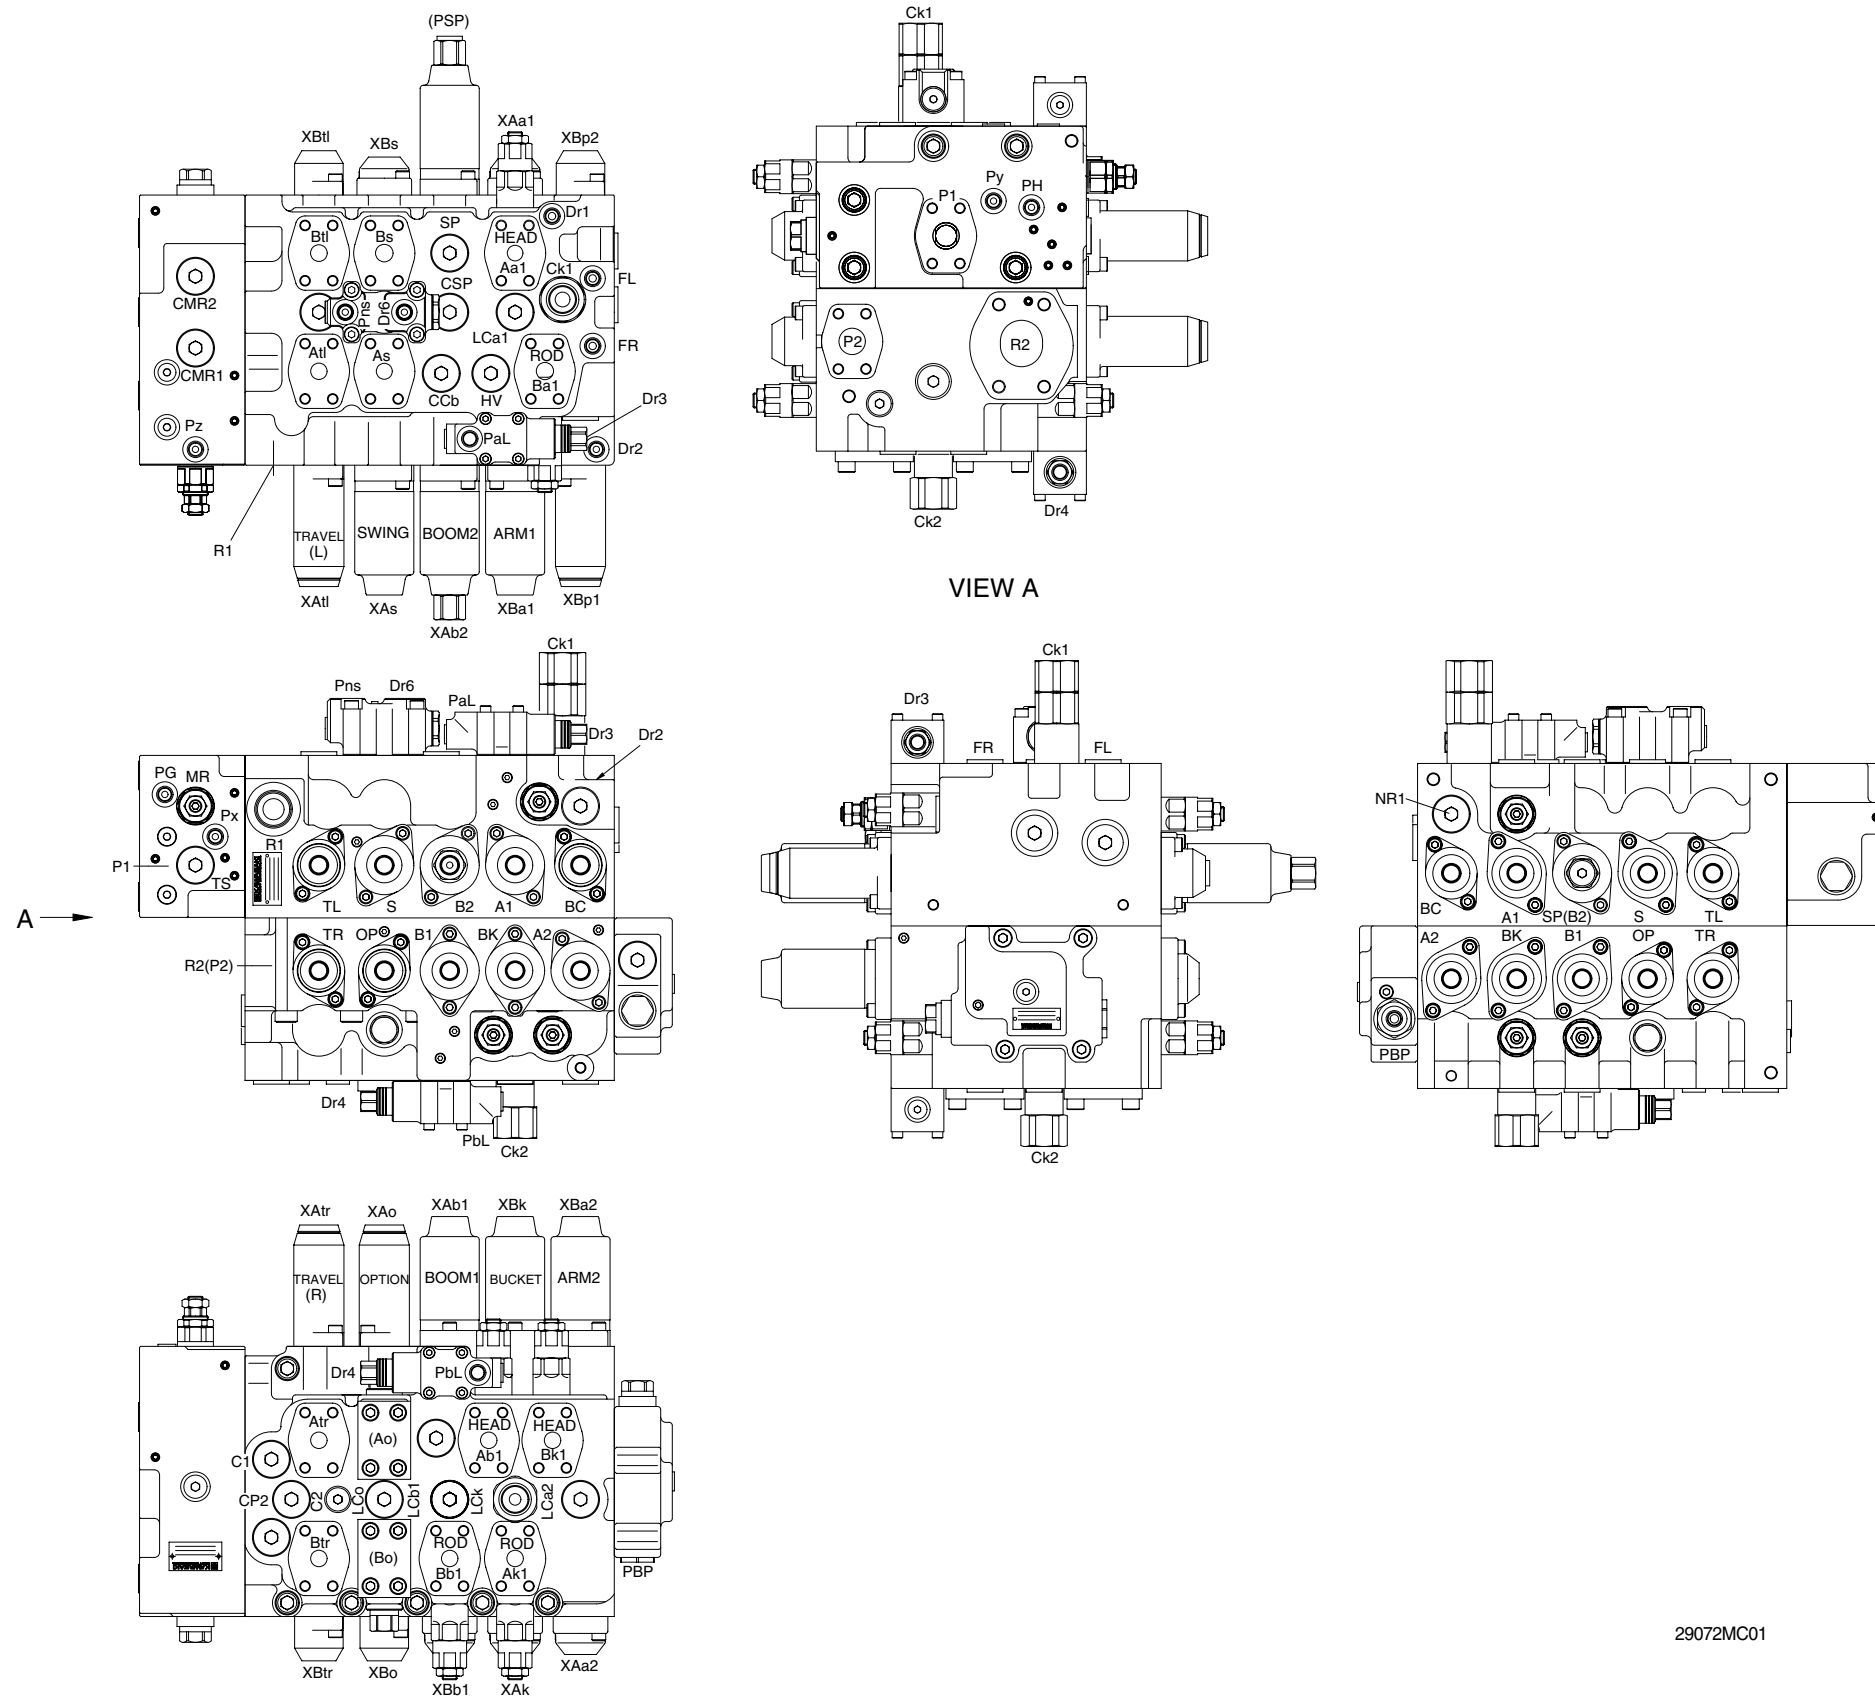 (PSP)
XBtl
XBs
XAa1
XBp2
Btl
Bs
SP
HEAD
Aa1
Dr1
CMR2
Pns
Dr6
CSP
Ck1
FL
LCa1
CMR1
Atl
As
CCb
HV
ROD
Ba1
FR
Dr3
Pz
PaL
Dr2
R1
TRAVEL
(L)
SWING
BOOM2
ARM1
XAtl
XAs
XAb2
XBa1
XBp1
Ck1
P1
Py
PH
P2
R2
Ck2
Dr4
VIEW A
Ck1
Pns
Dr6
PaL
Dr3
Dr2
PG
MR
Px
R1
P1
TS
TL
S
B2
A1
BC
A
TR
OP
B1
BK
A2
R2(P2)
Dr4
PbL
Ck2
Ck1
Dr3
FR
FL
Ck2
NR1
BC
A1
SP(B2)
S
TL
A2
BK
B1
OP
TR
PBP
XAtr
XAo
XAb1
XBk
XBa2
TRAVEL
(R)
OPTION
BOOM1
BUCKET
ARM2
Dr4
PbL
Atr
(Ao)
HEAD
Ab1
HEAD
Bk1
C1
CP2
C2
LCo
LCb1
LCk
LCa2
Btr
(Bo)
ROD
Bb1
ROD
Ak1
PBP
XBtr
XBo
XBb1
XAk
XAa2
29072MC01